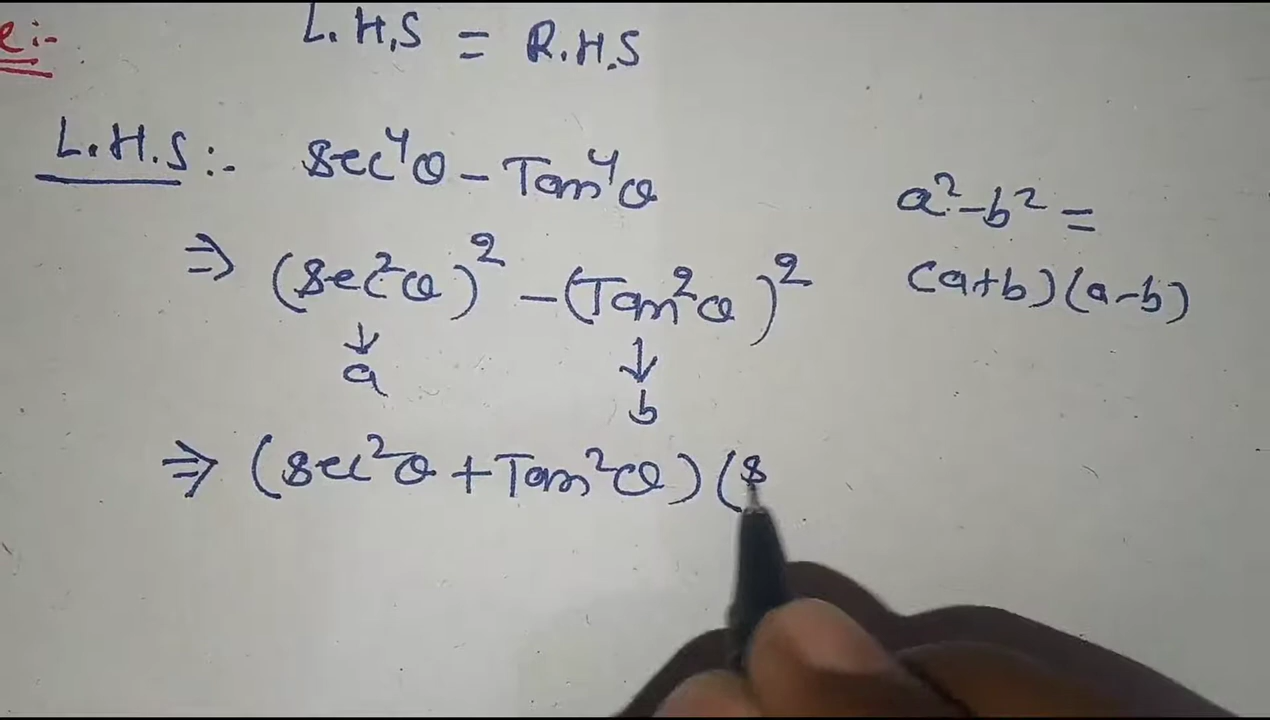 e:- L.H.S = R.H.S
L.H.S:- Sec⁴θ - Tan⁴θ
⇒ (Sec²θ)² - (Tan²θ)²
↓ ↓
a b
⇒ (Sec²θ + Tan²θ) (S
a² - b² =
(a+b) (a-b)